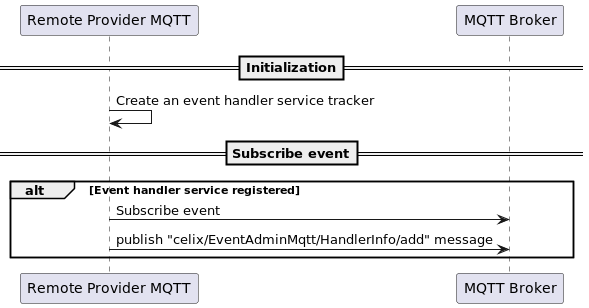 Remote Provider MQTT
MQTT Broker
Initialization
Create an event handler service tracker
Subscribe event
alt
[Event handler service registered]
Subscribe event
publish "celix/EventAdminMqtt/HandlerInfo/add" message
Remote Provider MQTT
MQTT Broker